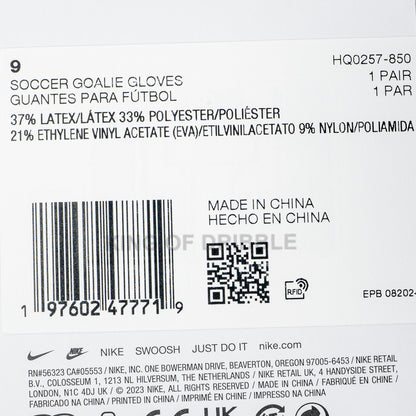 9
SOCCER GOALIE GLOVES
GUANTES PARA FÚTBOL
HQ0257-850
1 PAIR
1 PAR
37% LATEX/LÁTEX 33% POLYESTER/POLIÉSTER
21% ETHYLENE VINYL ACETATE (EVA)/ETILVINILACETATO 9% NYLON/POLIAMIDA
MADE IN CHINA
HECHO EN CHINA
KING OF DRIBBLE
RFID
1 97602 47771 9
EPB 08202
NIKE SWOOSH JUST DO IT nike.com
RN#56323 CA#05553 / NIKE, INC. ONE BOWERMAN DRIVE, BEAVERTON, OREGON 97005-6453 / NIKE RETAIL
B.V., COLOSSEUM 1, 1213 NL HILVERSUM, THE NETHERLANDS / NIKE RETAIL UK, 4 HANDYSIDE STREET,
LONDON, N1C 4DJ UK / © 2023 NIKE, ALL RIGHTS RESERVED / MADE IN CHINA / FABRIQUÉ EN CHINE /
FABRICADO EN CHINA / PRINTED IN CHINA / IMPRIMÉ EN CHINE / IMPRESO EN CHINA